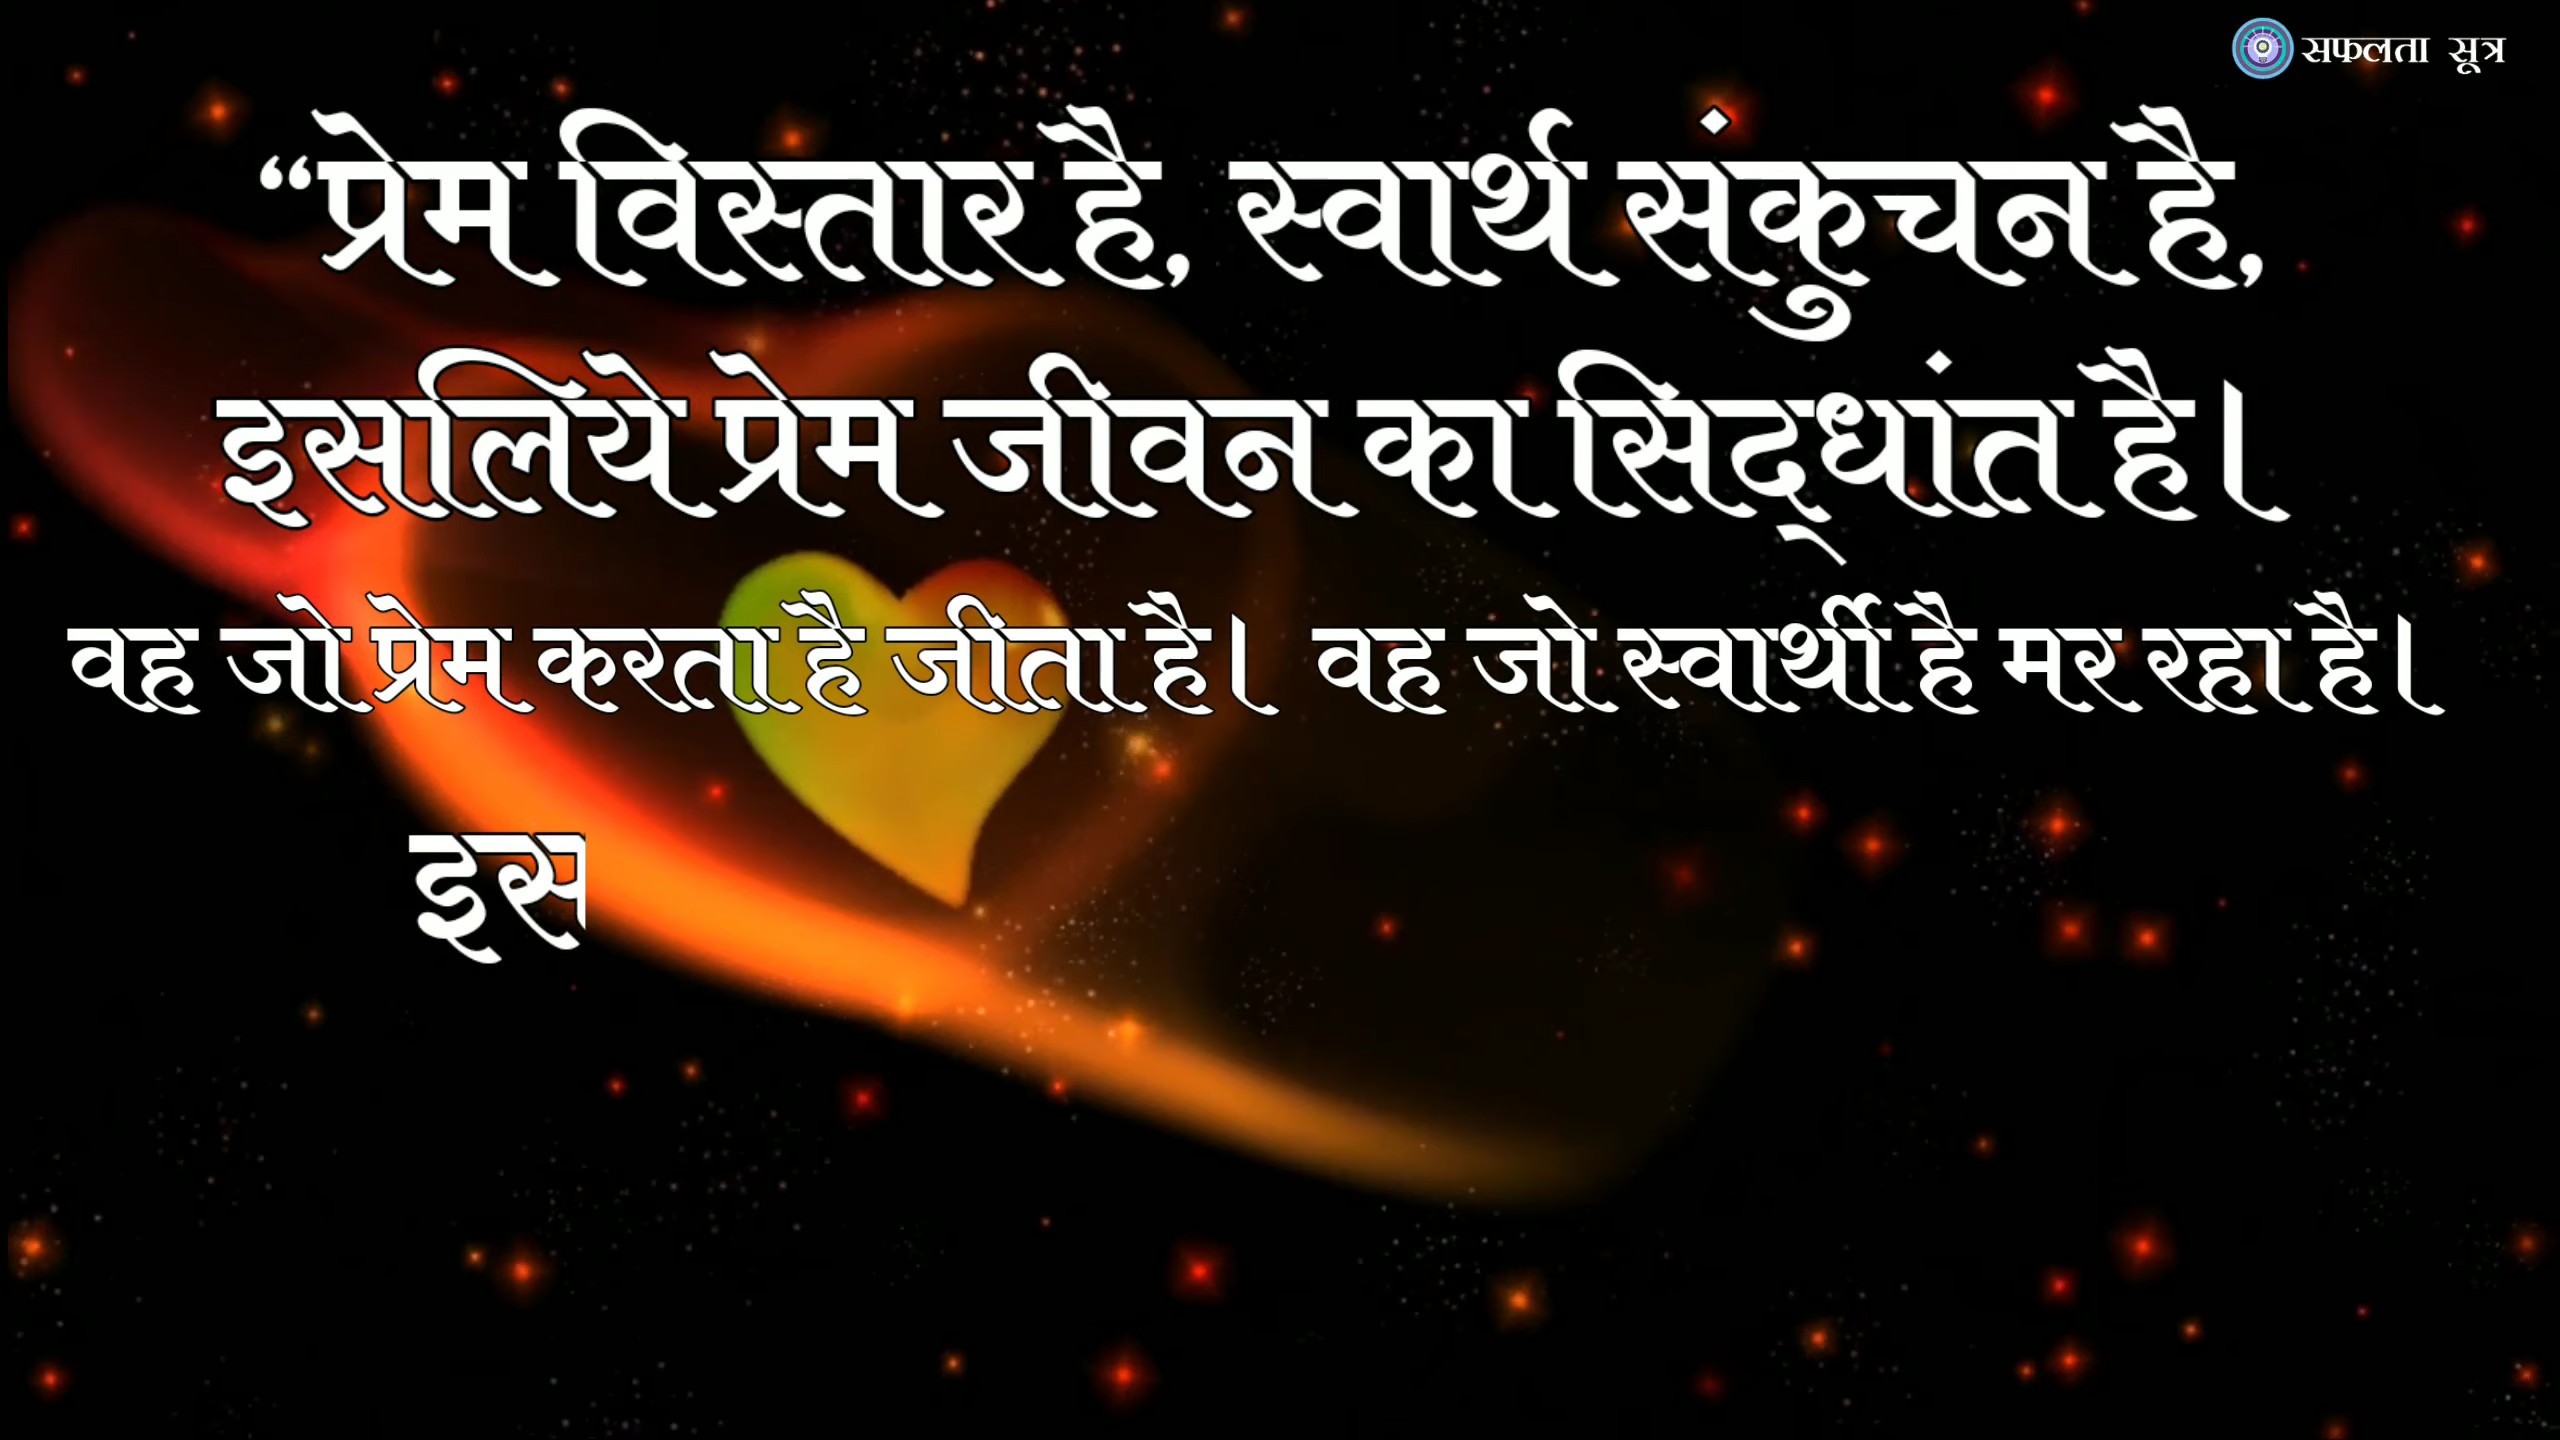 सफलता सूत्र
“प्रेम विस्तार है, स्वार्थ संकुचन है,
इसलिये प्रेम जीवन का सिद्‌धांत है।
वह जो प्रेम करता है जीता है। वह जो स्वार्थी है मर रहा है।
इस